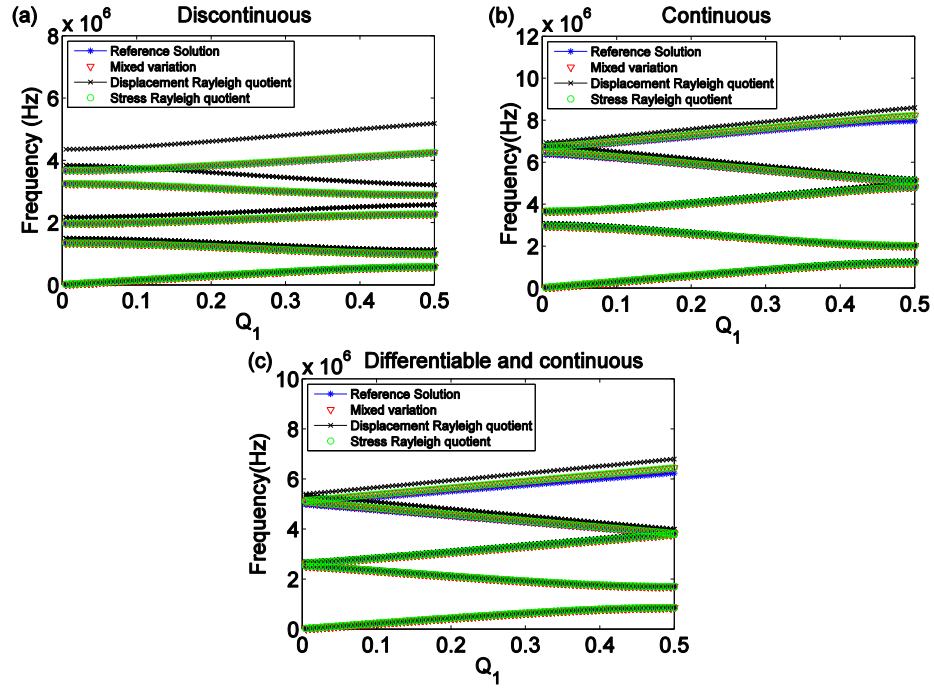 (a) Discontinuous
× 10^6
Frequency (Hz)
8
6
4
2
0
Reference Solution
Mixed variation
Displacement Rayleigh quotient
Stress Rayleigh quotient
0 0.1 0.2 0.3 0.4 0.5
Q_1
(b) Continuous
× 10^6
Frequency(Hz)
12
10
8
6
4
2
0
Reference Solution
Mixed variation
Displacement Rayleigh quotient
Stress Rayleigh quotient
0 0.1 0.2 0.3 0.4 0.5
Q_1
(c) Differentiable and continuous
× 10^6
Frequency(Hz)
10
8
6
4
2
0
Reference Solution
Mixed variation
Displacement Rayleigh quotient
Stress Rayleigh quotient
0 0.1 0.2 0.3 0.4 0.5
Q_1